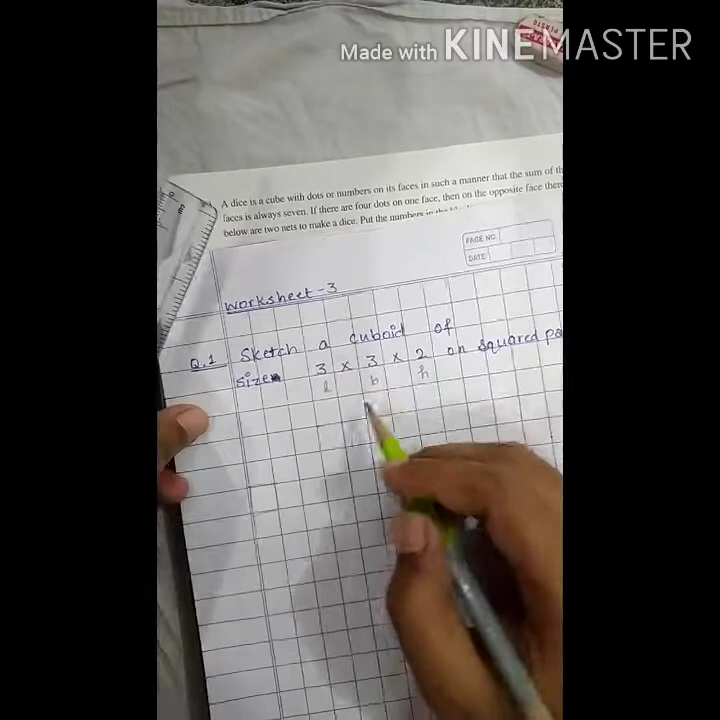 Made with KINEMASTER
PLASTO
A dice is a cube with dots or numbers on its faces in such a manner that the sum of th
faces is always seven. If there are four dots on one face, then on the opposite face there
below are two nets to make a dice. Put the numbers in the
PAGE NO
DATE
Worksheet-3
Q.1 Sketch a cuboid of
size 3 x 3 x 2 on squared pa
l b h